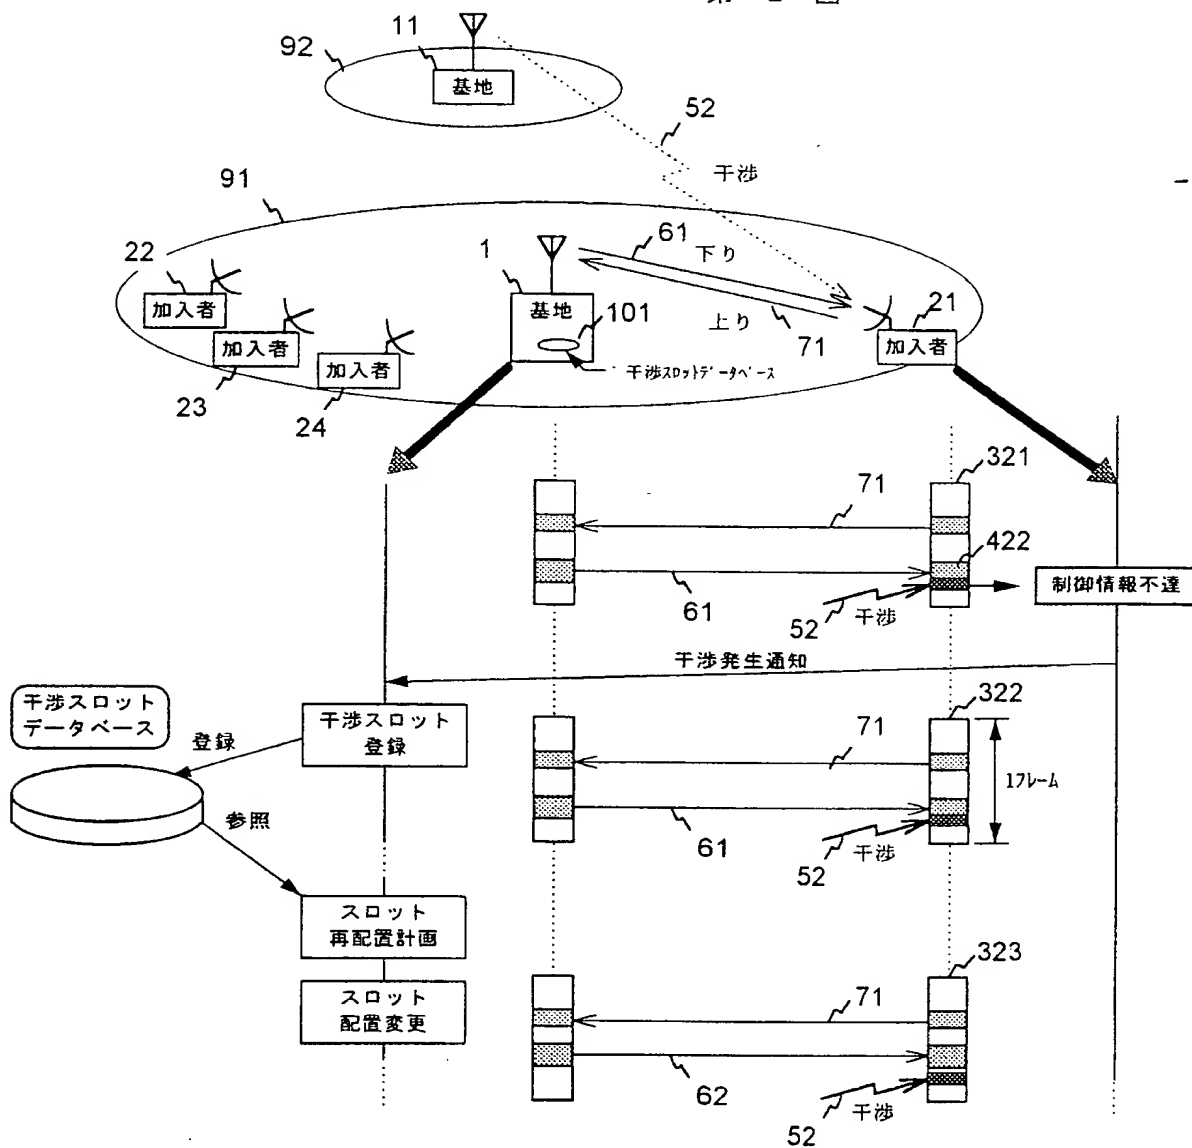 11
92
基地
52
干渉
91
61
下り
22
1
21
加入者
基地
101
上り
71
加入者
加入者
干渉スロットデータベース
加入者
23
24
321
71
422
制御情報不達
61
52
干渉
干渉発生通知
322
干渉スロット
データベース
干渉スロット
登録
登録
71
1フレーム
参照
61
干渉
52
スロット
再配置計画
323
スロット
配置変更
71
62
干渉
52